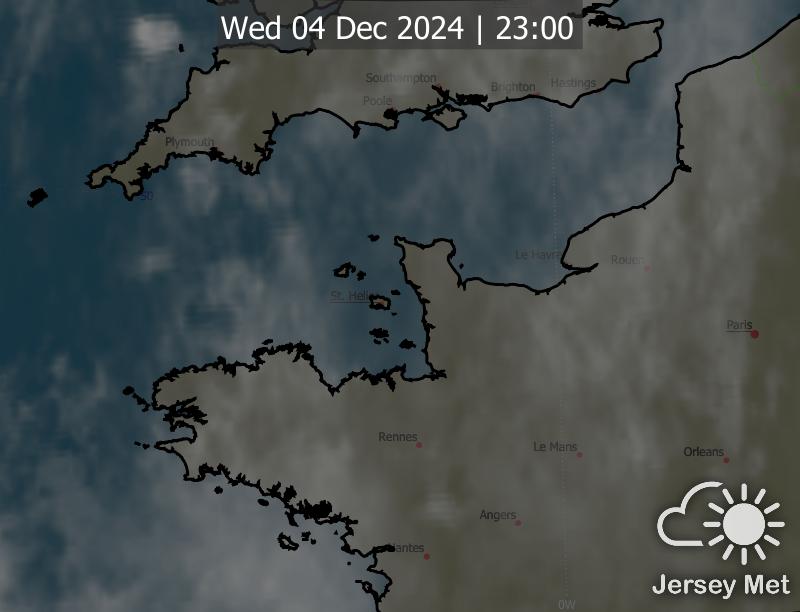 Wed 04 Dec 2024 | 23:00
Southampton
Brighton
Hastings
Poole
Plymouth
50
Le Havre
Rouen
St. Helier
Paris
Rennes
Le Mans
Orleans
Angers
Nantes
Jersey Met
0W